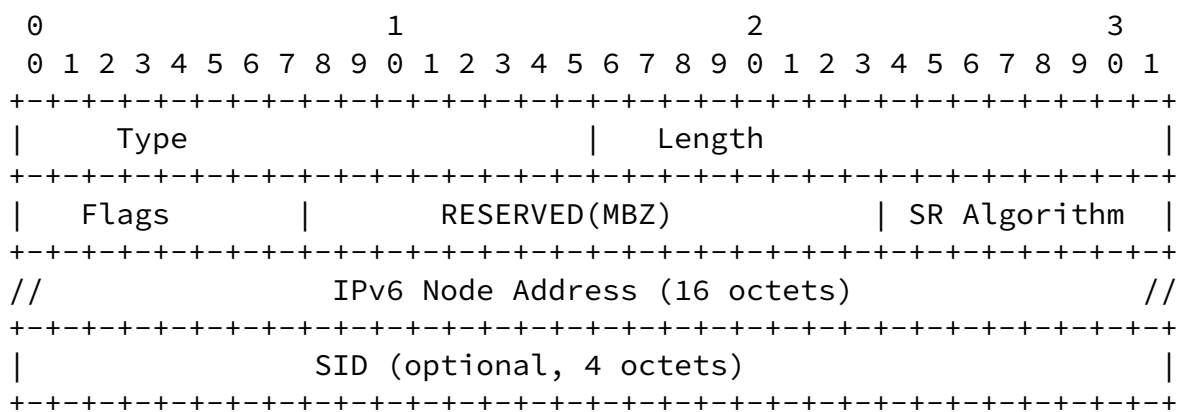 0                   1                   2                   3
 0 1 2 3 4 5 6 7 8 9 0 1 2 3 4 5 6 7 8 9 0 1 2 3 4 5 6 7 8 9 0 1
+-+-+-+-+-+-+-+-+-+-+-+-+-+-+-+-+-+-+-+-+-+-+-+-+-+-+-+-+-+-+-+-+
|     Type                      |   Length                      |
+-+-+-+-+-+-+-+-+-+-+-+-+-+-+-+-+-+-+-+-+-+-+-+-+-+-+-+-+-+-+-+-+
|   Flags       |       RESERVED(MBZ)           | SR Algorithm  |
+-+-+-+-+-+-+-+-+-+-+-+-+-+-+-+-+-+-+-+-+-+-+-+-+-+-+-+-+-+-+-+-+
//                IPv6 Node Address (16 octets)                //
+-+-+-+-+-+-+-+-+-+-+-+-+-+-+-+-+-+-+-+-+-+-+-+-+-+-+-+-+-+-+-+-+
|                SID (optional, 4 octets)                       |
+-+-+-+-+-+-+-+-+-+-+-+-+-+-+-+-+-+-+-+-+-+-+-+-+-+-+-+-+-+-+-+-+